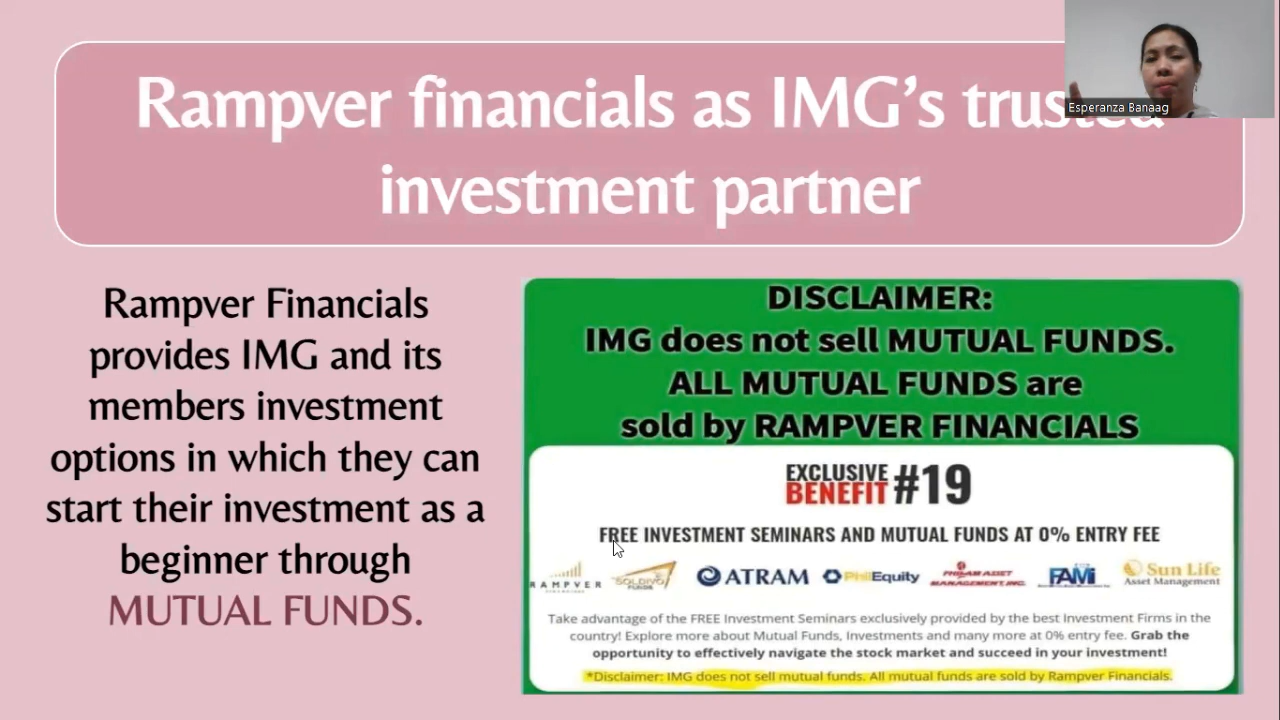 Rampver financials as IMG's trusted
investment partner
Esperanza Banaag
Rampver Financials
provides IMG and its
members investment
options in which they can
start their investment as a
beginner through
MUTUAL FUNDS.
DISCLAIMER:
IMG does not sell MUTUAL FUNDS.
ALL MUTUAL FUNDS are
sold by RAMPVER FINANCIALS
EXCLUSIVE
BENEFIT #19
FREE INVESTMENT SEMINARS AND MUTUAL FUNDS AT 0% ENTRY FEE
RAMPVER
SOLDIVO
FUNDS
ATRAM
PhilEquity
PHILAM ASSET
MANAGEMENT, INC.
FAMI
Sun Life
Asset Management
Take advantage of the FREE Investment Seminars exclusively provided by the best Investment Firms in the
country! Explore more about Mutual Funds, Investments and many more at 0% entry fee. Grab the
opportunity to effectively navigate the stock market and succeed in your investment!
*Disclaimer: IMG does not sell mutual funds. All mutual funds are sold by Rampver Financials.